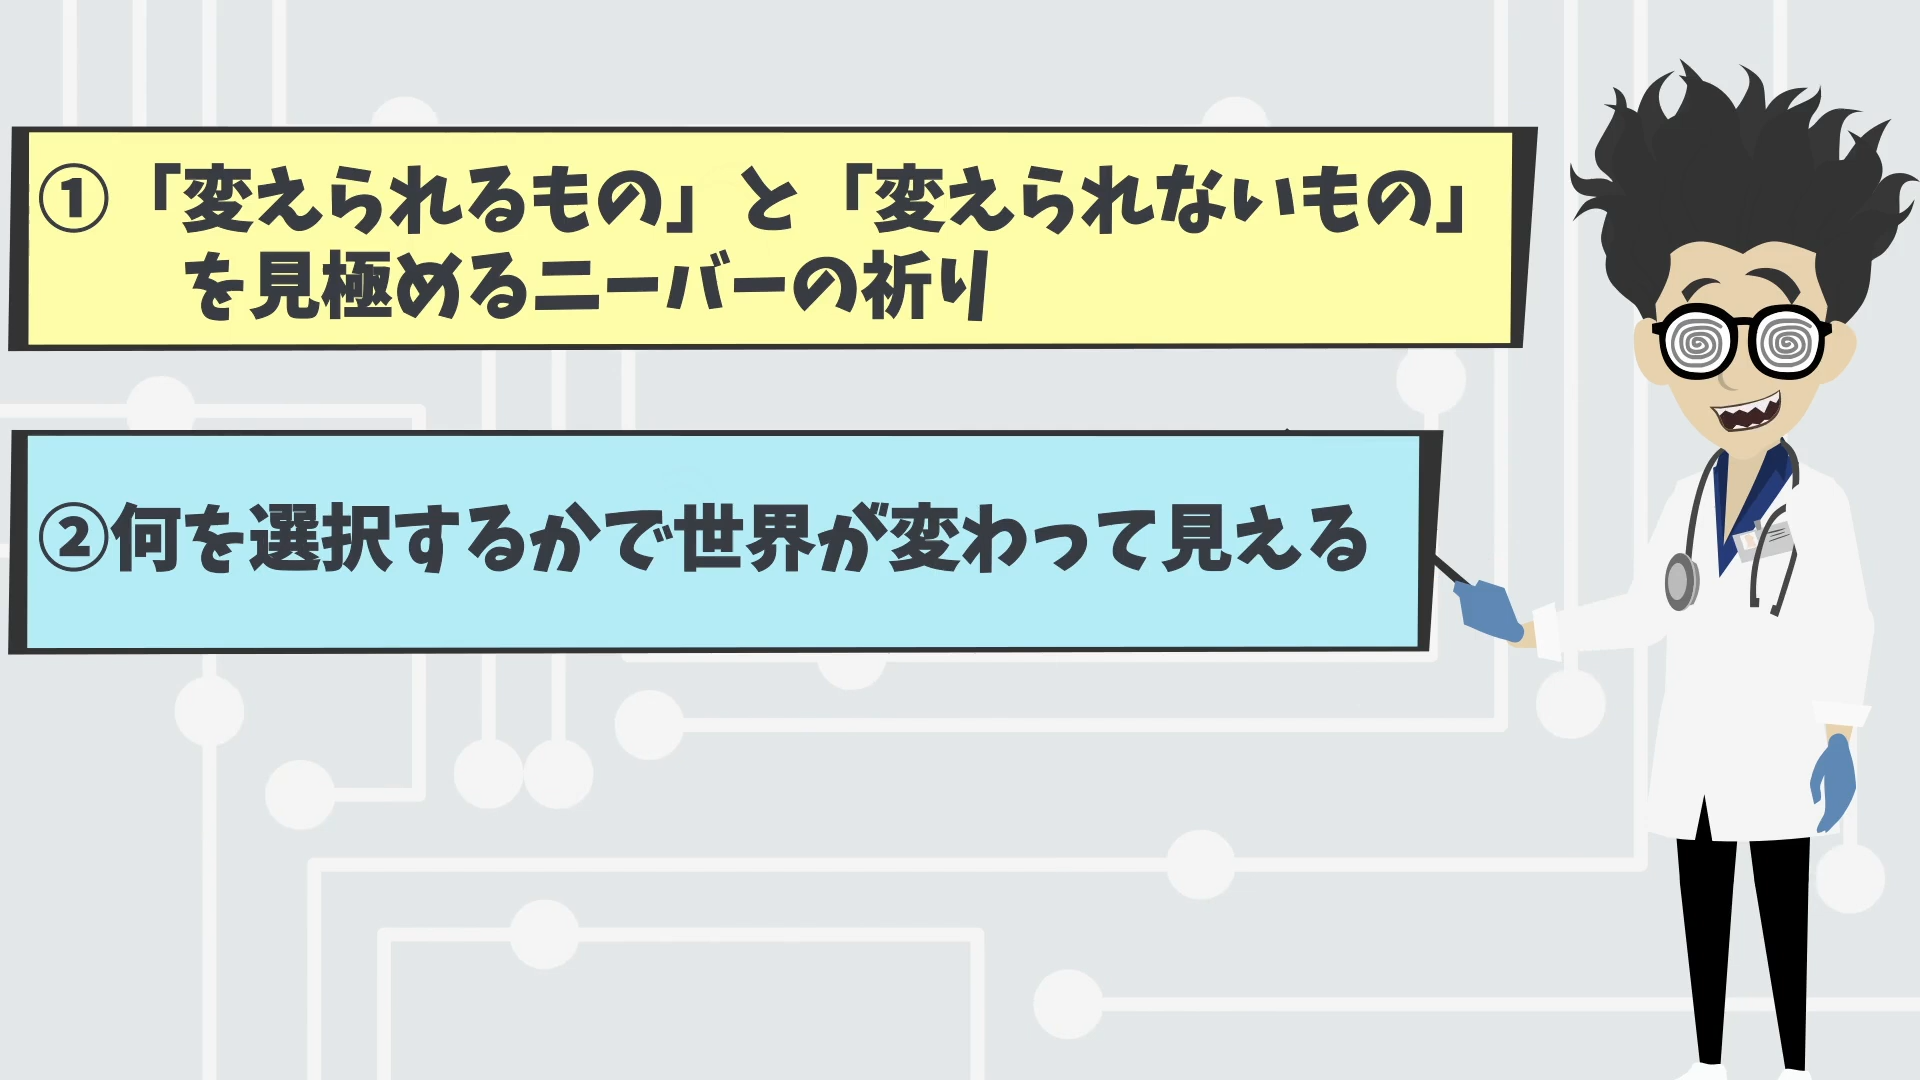 ①「変えられるもの」と「変えられないもの」
を見極めるニーバーの祈り
②何を選択するかで世界が変わって見える